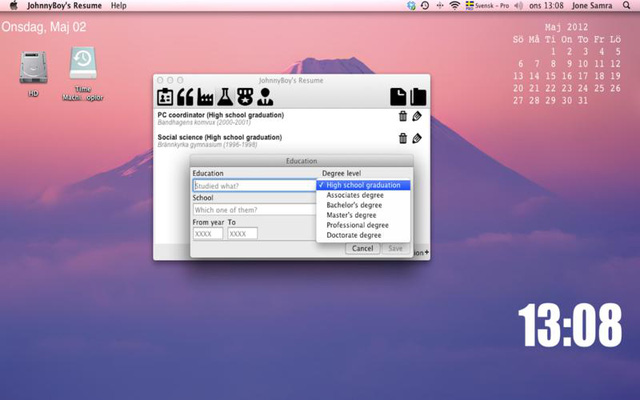 JohnnyBoy's Resume Help
Svensk - Pro
ons 13:08 Jone Samra
Onsdag, Maj 02
Maj 2012
Sö Må Ti On To Fr Lö
1 2 3 4 5
6 7 8 9 10 11 12
13 14 15 16 17 18 19
20 21 22 23 24 25 26
27 28 29 30 31
HD
Time
Machi...opior
JohnnyBoy's Resume
PC coordinator (High school graduation)
Bandhagens komvux (2000-2001)
Social science (High school graduation)
Brännkyrka gymnasium (1996-1998)
Education
Education
Degree level
Studied what?
✓ High school graduation
Associates degree
Bachelor's degree
Master's degree
Professional degree
Doctorate degree
School
Which one of them?
From year To
XXXX XXXX
Cancel Save
13:08